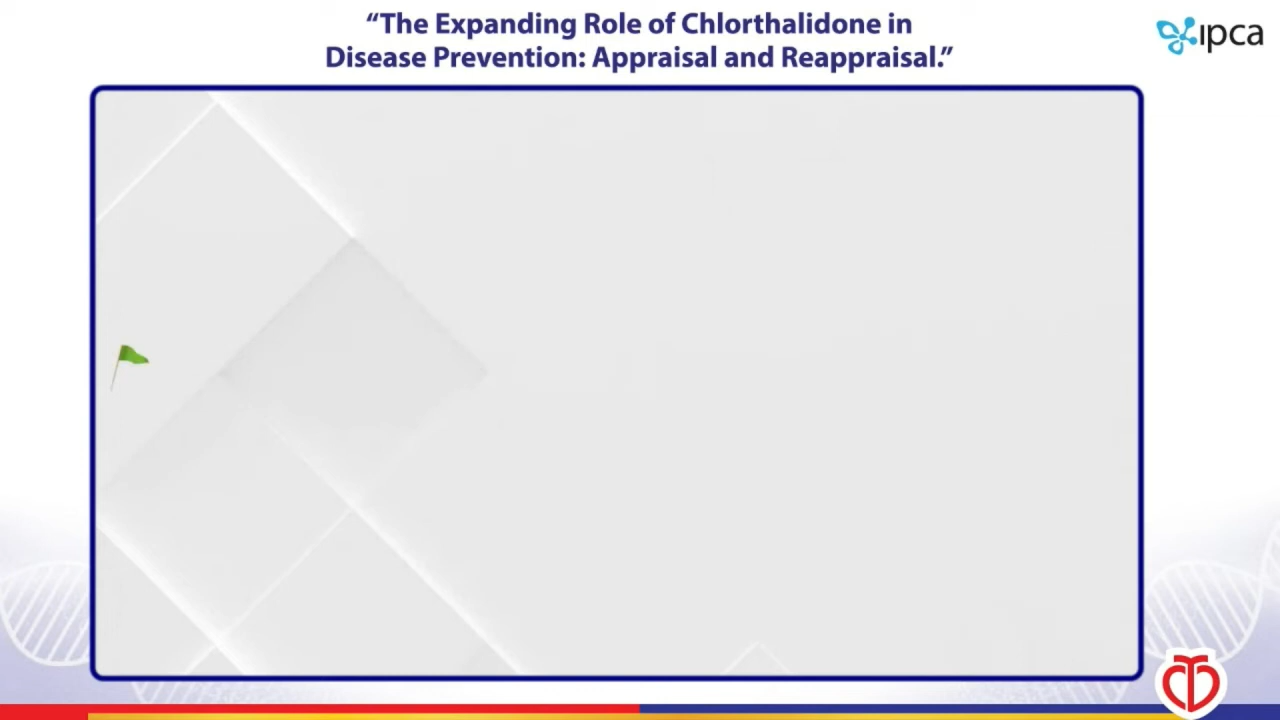 “The Expanding Role of Chlorthalidone in
Disease Prevention: Appraisal and Reappraisal.”
ipca